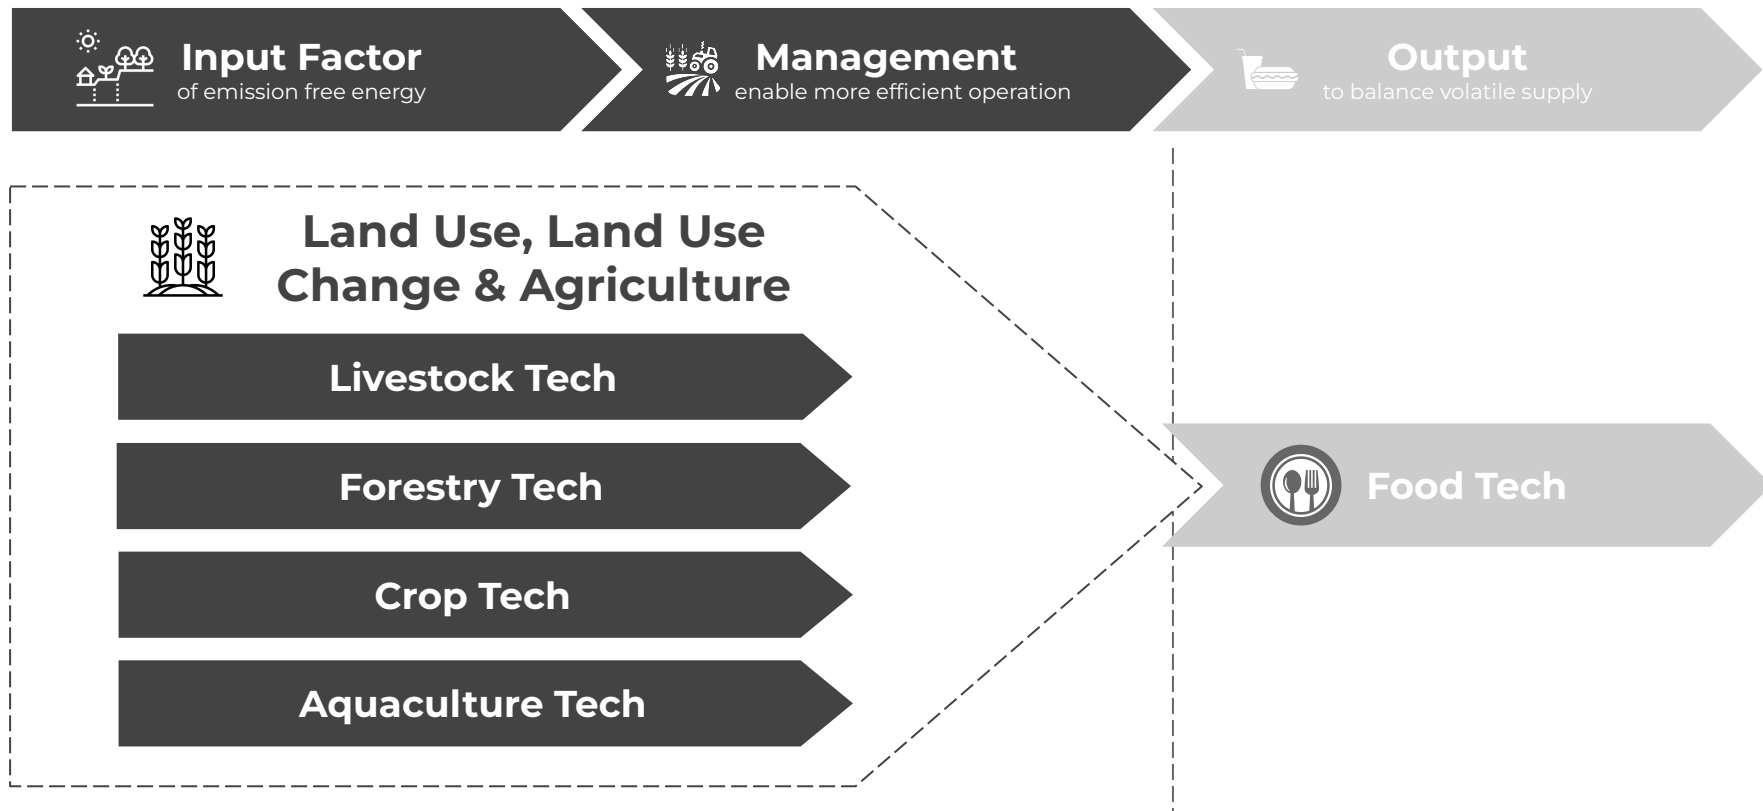 Input Factor
of emission free energy
Management
enable more efficient operation
Output
to balance volatile supply
Land Use, Land Use
Change & Agriculture
Livestock Tech
Forestry Tech
Crop Tech
Aquaculture Tech
Food Tech